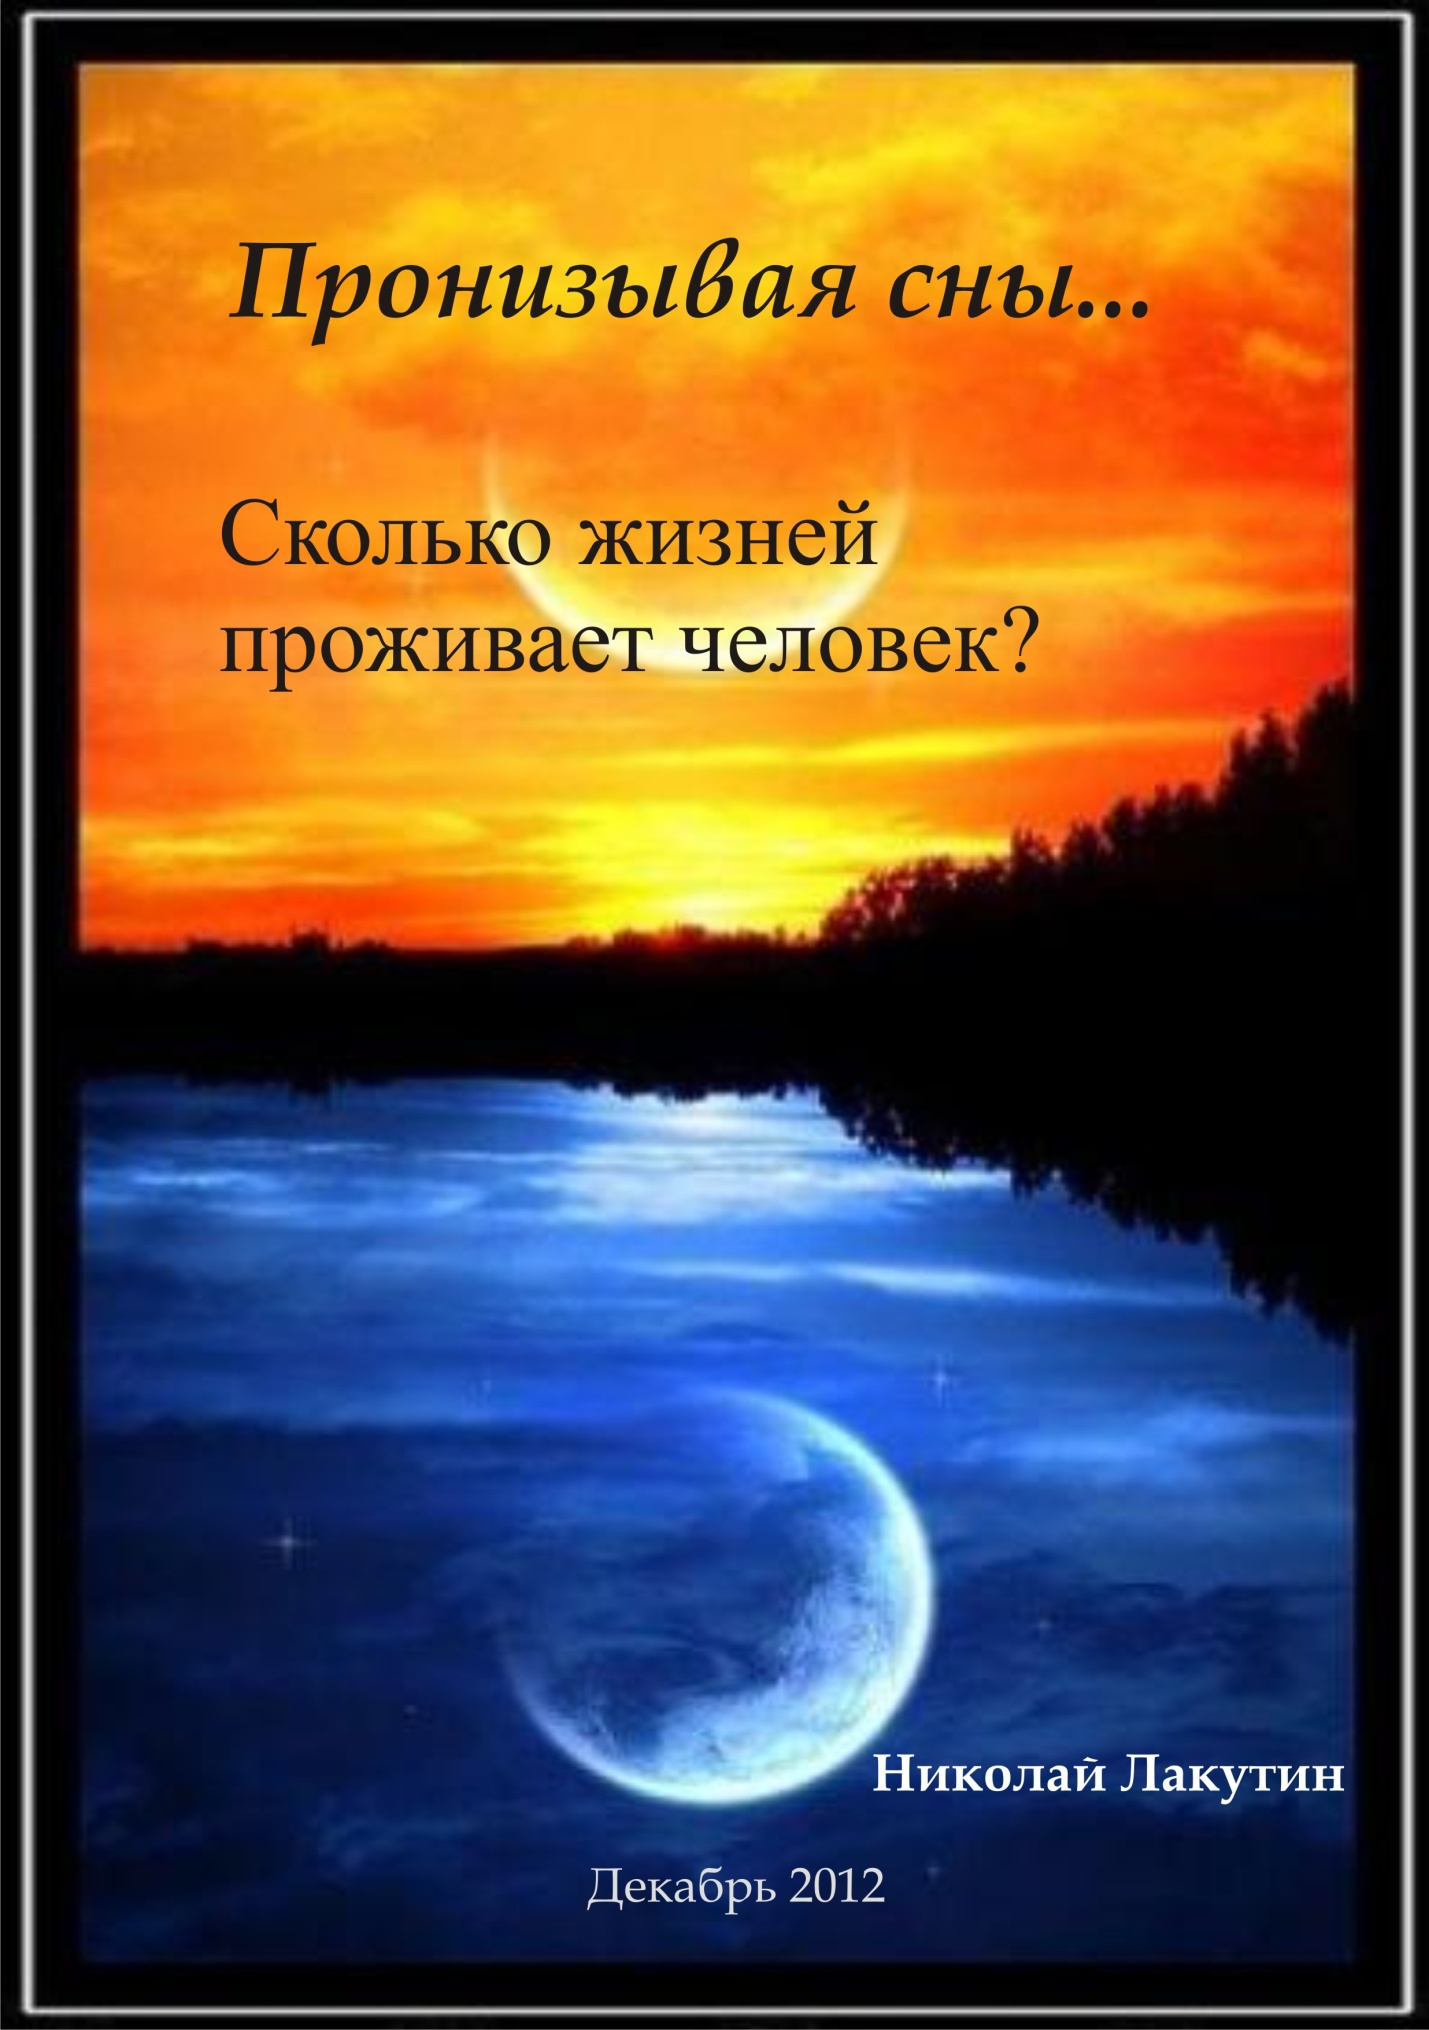 Пронизывая сны...
Сколько жизней
проживает человек?
Николай Лакутин
Декабрь 2012